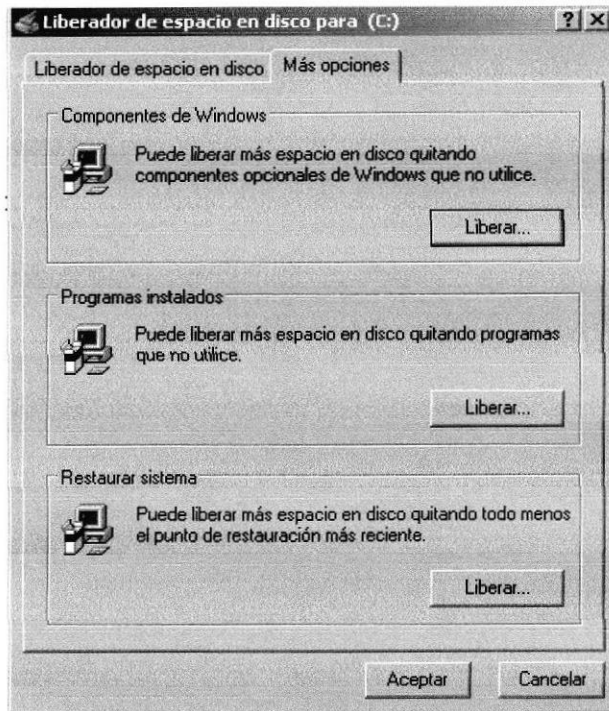 Liberador de espacio en disco para (C:)
Liberador de espacio en disco
Más opciones
Componentes de Windows
Puede liberar más espacio en disco quitando
componentes opcionales de Windows que no utilice.
Liberar...
Programas instalados
Puede liberar más espacio en disco quitando programas
que no utilice.
Liberar...
Restaurar sistema
Puede liberar más espacio en disco quitando todo menos
el punto de restauración más reciente.
Liberar...
Aceptar
Cancelar